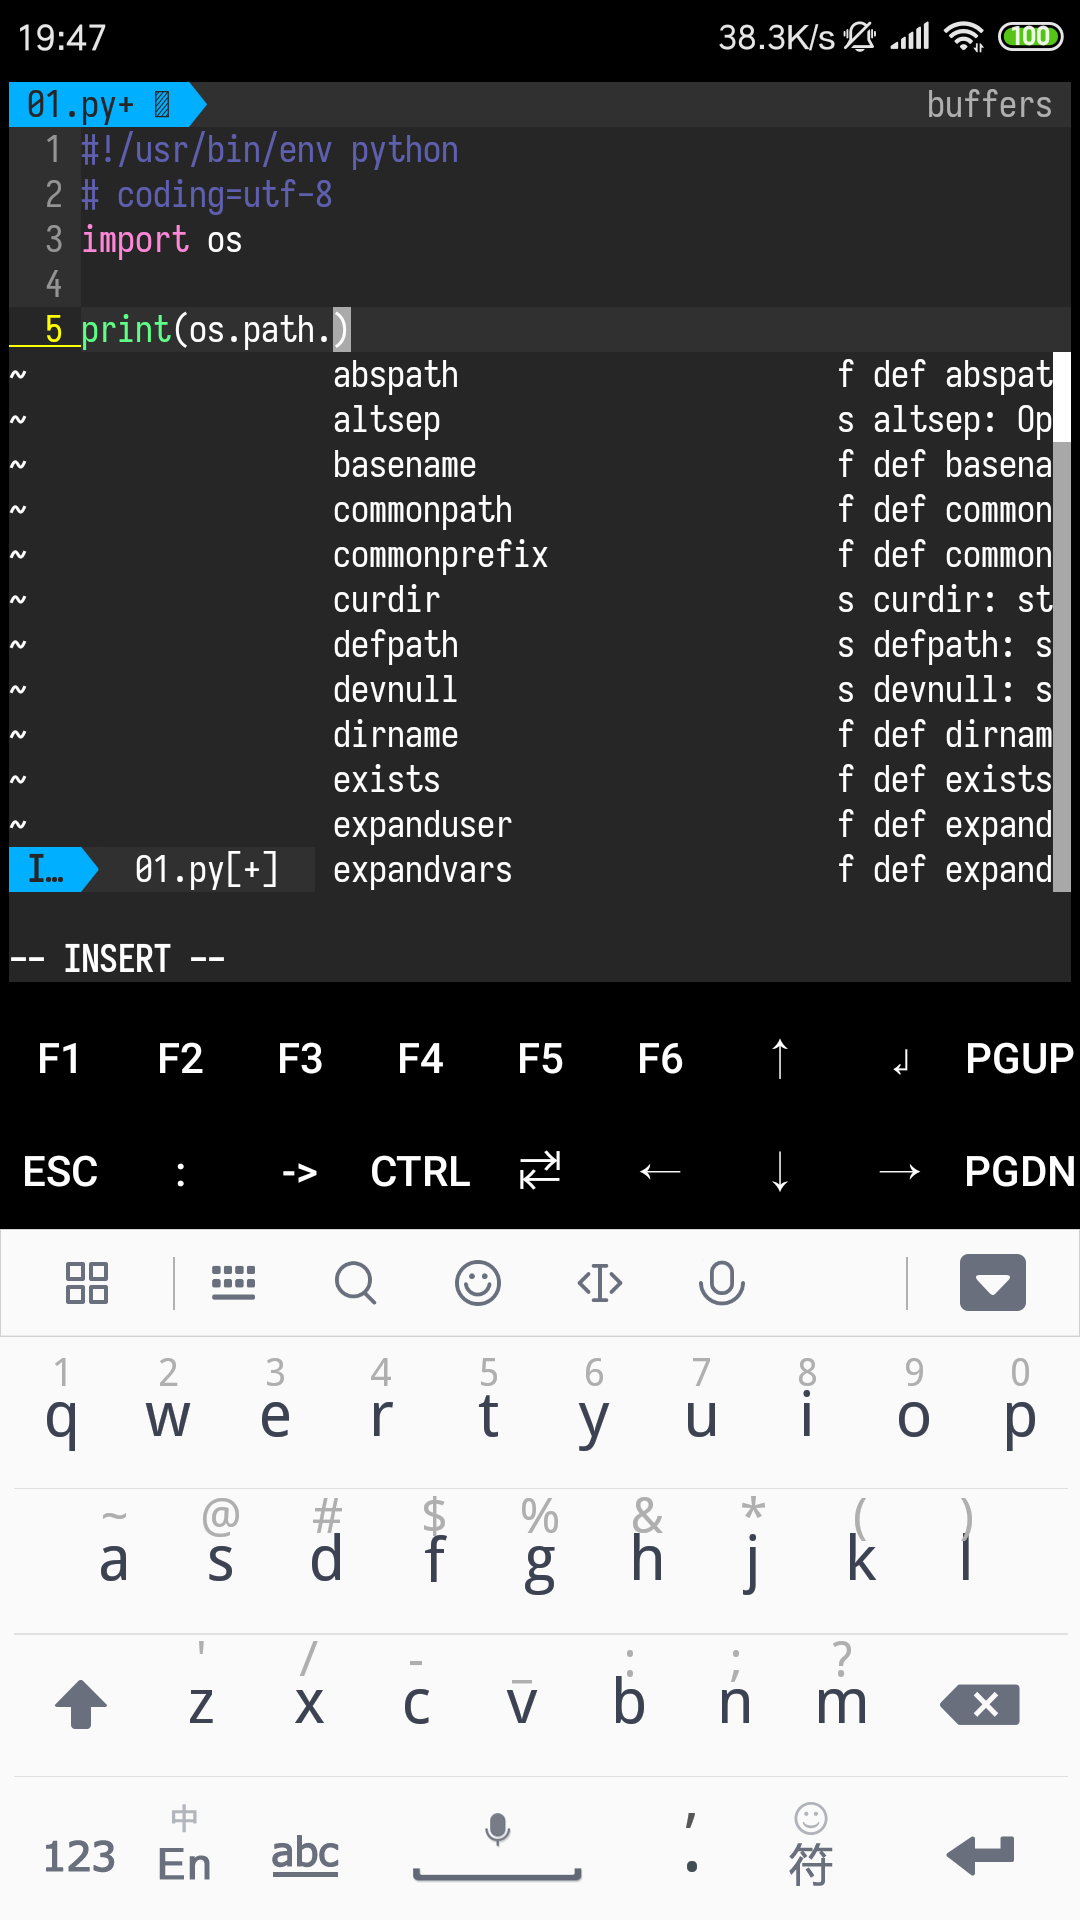 19:47 38.3K/s 100
01.py+ buffers
1 #!/usr/bin/env python
2 # coding=utf-8
3 import os
4
5 print(os.path.)
~ abspath f def abspat
~ altsep s altsep: Op
~ basename f def basena
~ commonpath f def common
~ commonprefix f def common
~ curdir s curdir: st
~ defpath s defpath: s
~ devnull s devnull: s
~ dirname f def dirnam
~ exists f def exists
~ expanduser f def expand
I… 01.py[+] expandvars f def expand
-- INSERT --
F1 F2 F3 F4 F5 F6 ↑ ↲ PGUP
ESC : -> CTRL ↹ ← ↓ → PGDN
1 2 3 4 5 6 7 8 9 0
q w e r t y u i o p
~ @ # $ % & * ( )
a s d f g h j k l
' / - _ : ; ?
z x c v b n m
中 ,
123 En abc . 符